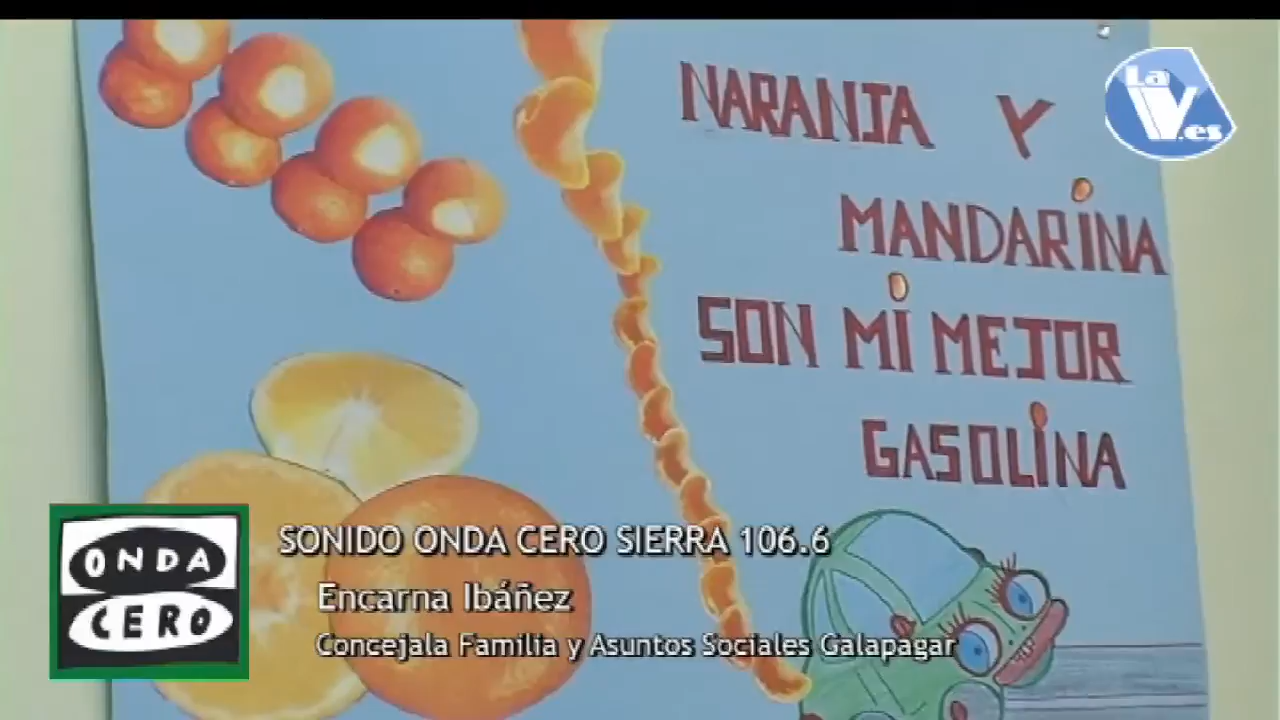 NARANJA Y
MANDARINA
SON MI MEJOR
GASOLINA
La
V.es
ONDA
CERO
SONIDO ONDA CERO SIERRA 106.6
Encarna Ibáñez
Concejala Familia y Asuntos Sociales Galapagar